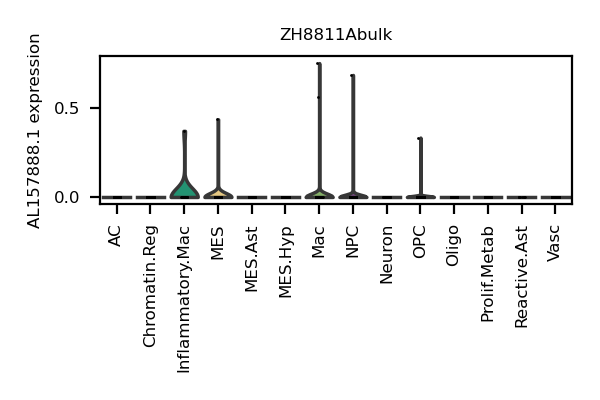 ZH8811Abulk
AL157888.1 expression
0.5
0.0
AC
Chromatin.Reg
Inflammatory.Mac
MES
MES.Ast
MES.Hyp
Mac
NPC
Neuron
OPC
Oligo
Prolif.Metab
Reactive.Ast
Vasc